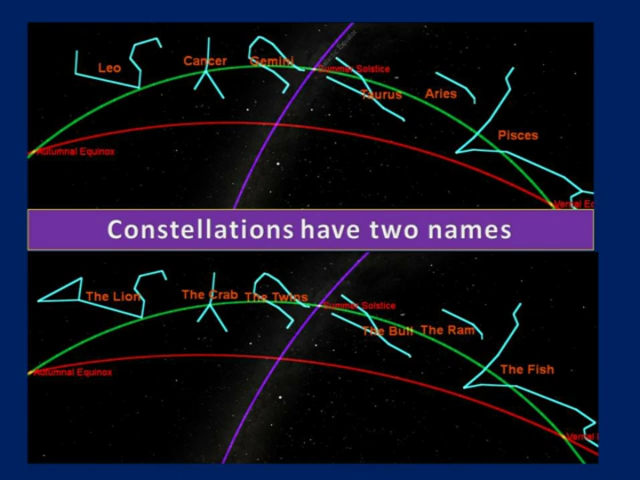 Leo
Cancer
Gemini
Summer Solstice
Taurus
Aries
Pisces
Autumnal Equinox
Constellations have two names
The Lion
The Crab
The Twins
Summer Solstice
The Bull
The Ram
The Fish
Autumnal Equinox